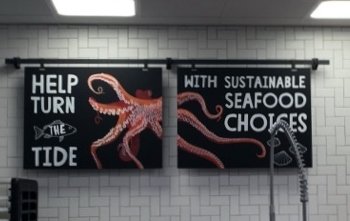 HELP
TURN
THE
TIDE
WITH SUSTAINABLE
SEAFOOD
CHOICES